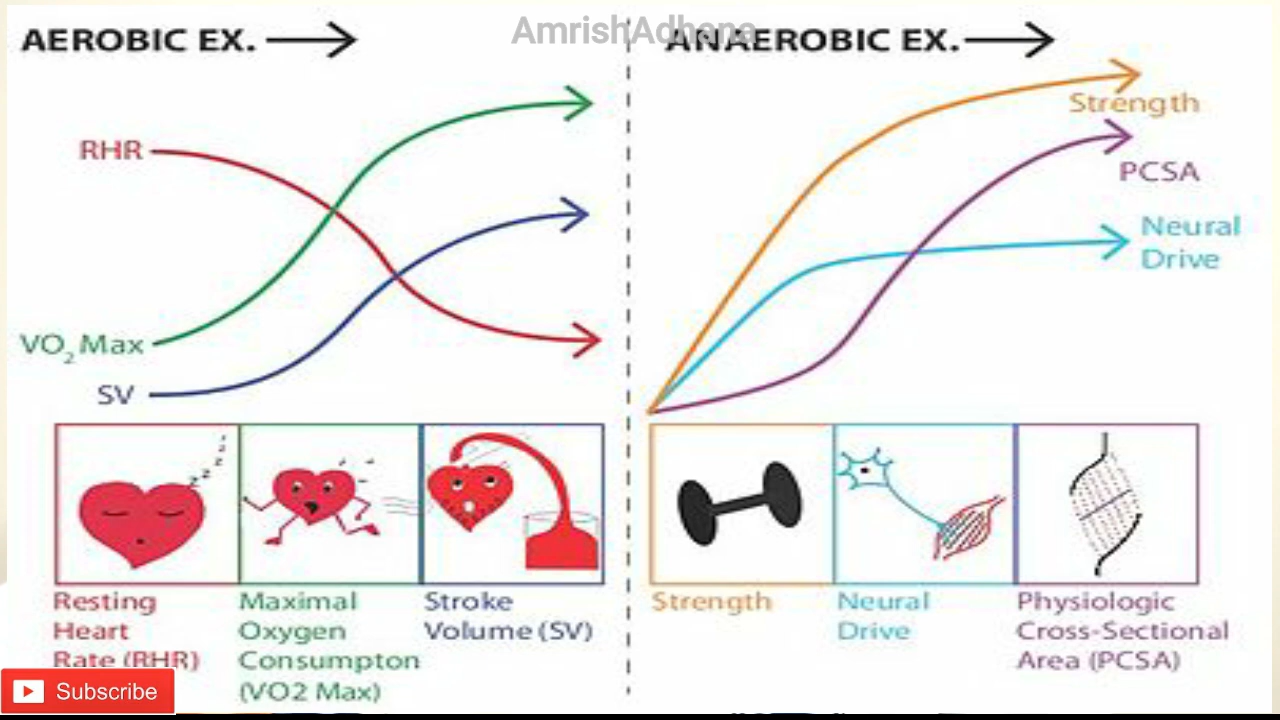 AmrishAdhana
AEROBIC EX.
RHR
VO2 Max
SV
z z z z
Resting
Heart
Rate (RHR)
Maximal
Oxygen
Consumpton
(VO2 Max)
Stroke
Volume (SV)
ANAEROBIC EX.
Strength
PCSA
Neural
Drive
Strength
Neural
Drive
Physiologic
Cross-Sectional
Area (PCSA)
Subscribe